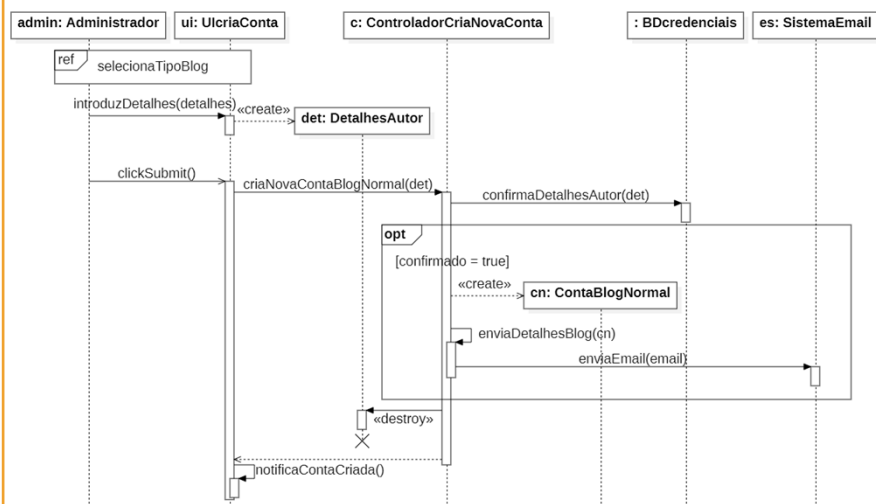 admin: Administrador
ui: UIcriaConta
c: ControladorCriaNovaConta
: BDcredenciais
es: SistemaEmail
ref
selecionaTipoBlog
introduzDetalhes(detalhes)
«create»
det: DetalhesAutor
clickSubmit()
criaNovaContaBlogNormal(det)
confirmaDetalhesAutor(det)
opt
[confirmado = true]
«create»
cn: ContaBlogNormal
enviaDetalhesBlog(cn)
enviaEmail(email)
«destroy»
notificaContaCriada()